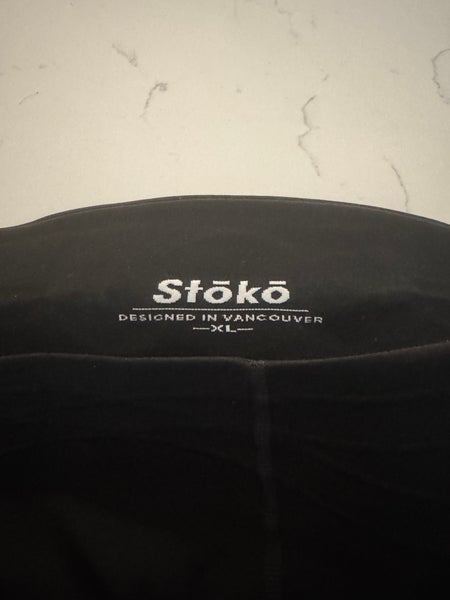 Stōkō
DESIGNED IN VANCOUVER
—XL—